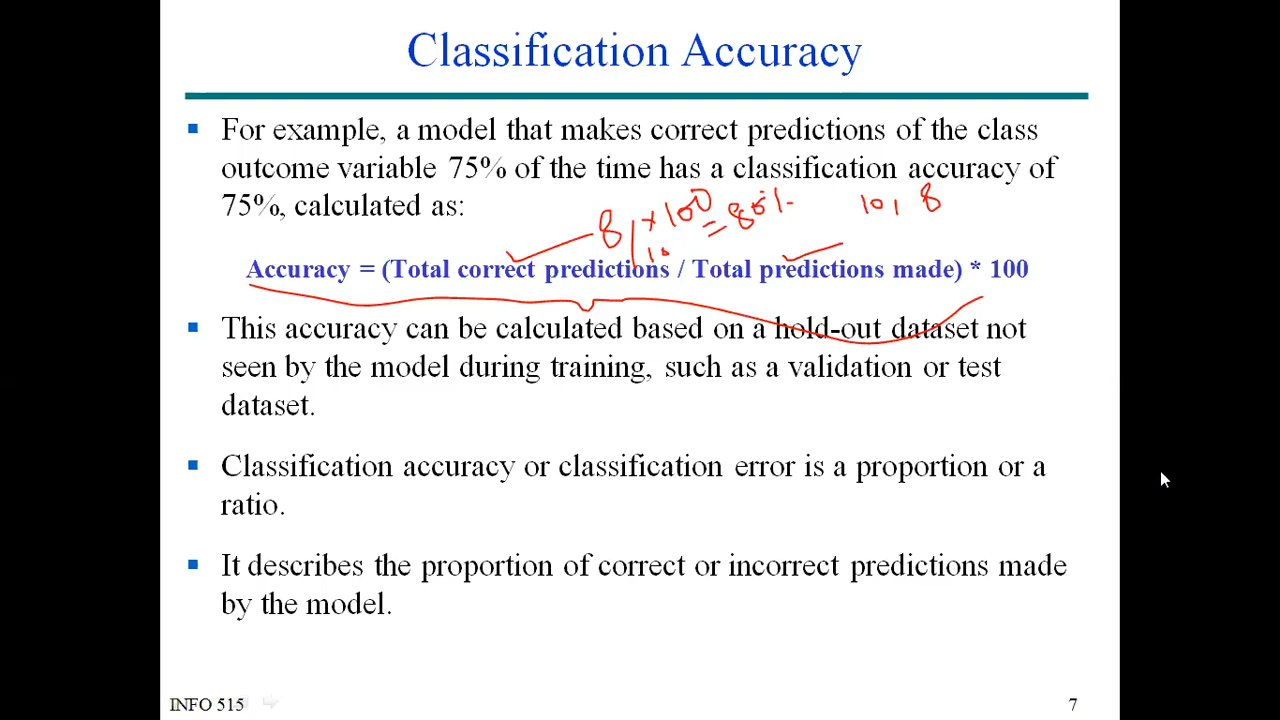 Classification Accuracy
▪ For example, a model that makes correct predictions of the class
outcome variable 75% of the time has a classification accuracy of
75%, calculated as:
8/10 × 100 = 80%
10, 8
Accuracy = (Total correct predictions / Total predictions made) * 100
▪ This accuracy can be calculated based on a hold-out dataset not
seen by the model during training, such as a validation or test
dataset.
▪ Classification accuracy or classification error is a proportion or a
ratio.
▪ It describes the proportion of correct or incorrect predictions made
by the model.
INFO 515
7